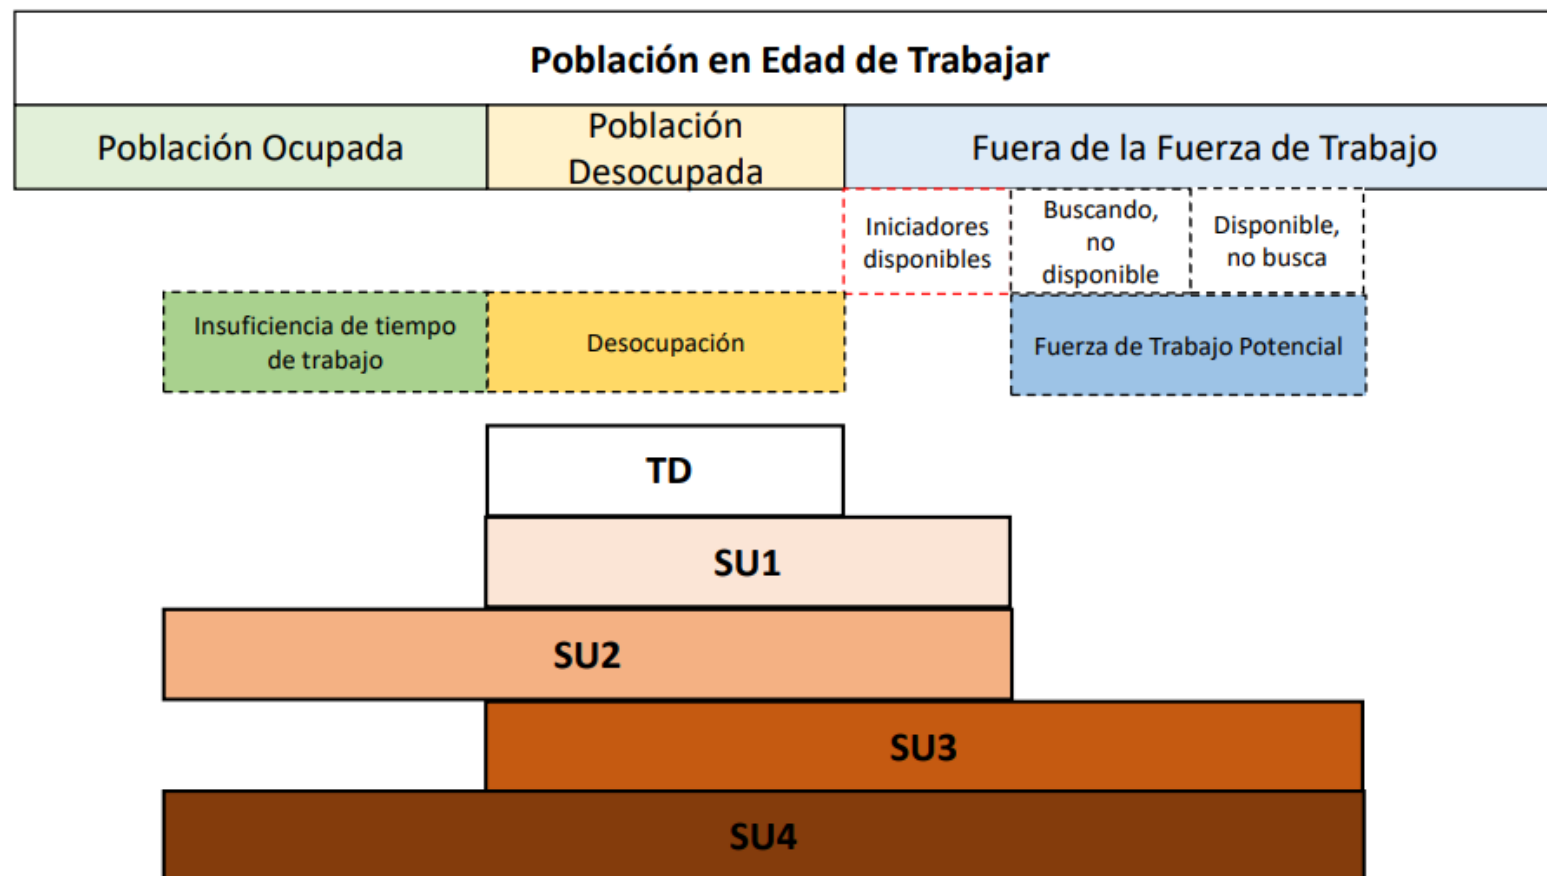 Población en Edad de Trabajar
Población Ocupada
Población
Desocupada
Fuera de la Fuerza de Trabajo
Iniciadores
disponibles
Buscando,
no
disponible
Disponible,
no busca
Insuficiencia de tiempo
de trabajo
Desocupación
Fuerza de Trabajo Potencial
TD
SU1
SU2
SU3
SU4